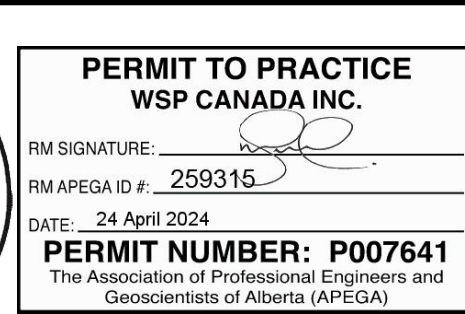 PERMIT TO PRACTICE
WSP CANADA INC.
RM SIGNATURE:
RM APEGA ID #: 259315
DATE: 24 April 2024
PERMIT NUMBER: P007641
The Association of Professional Engineers and
Geoscientists of Alberta (APEGA)